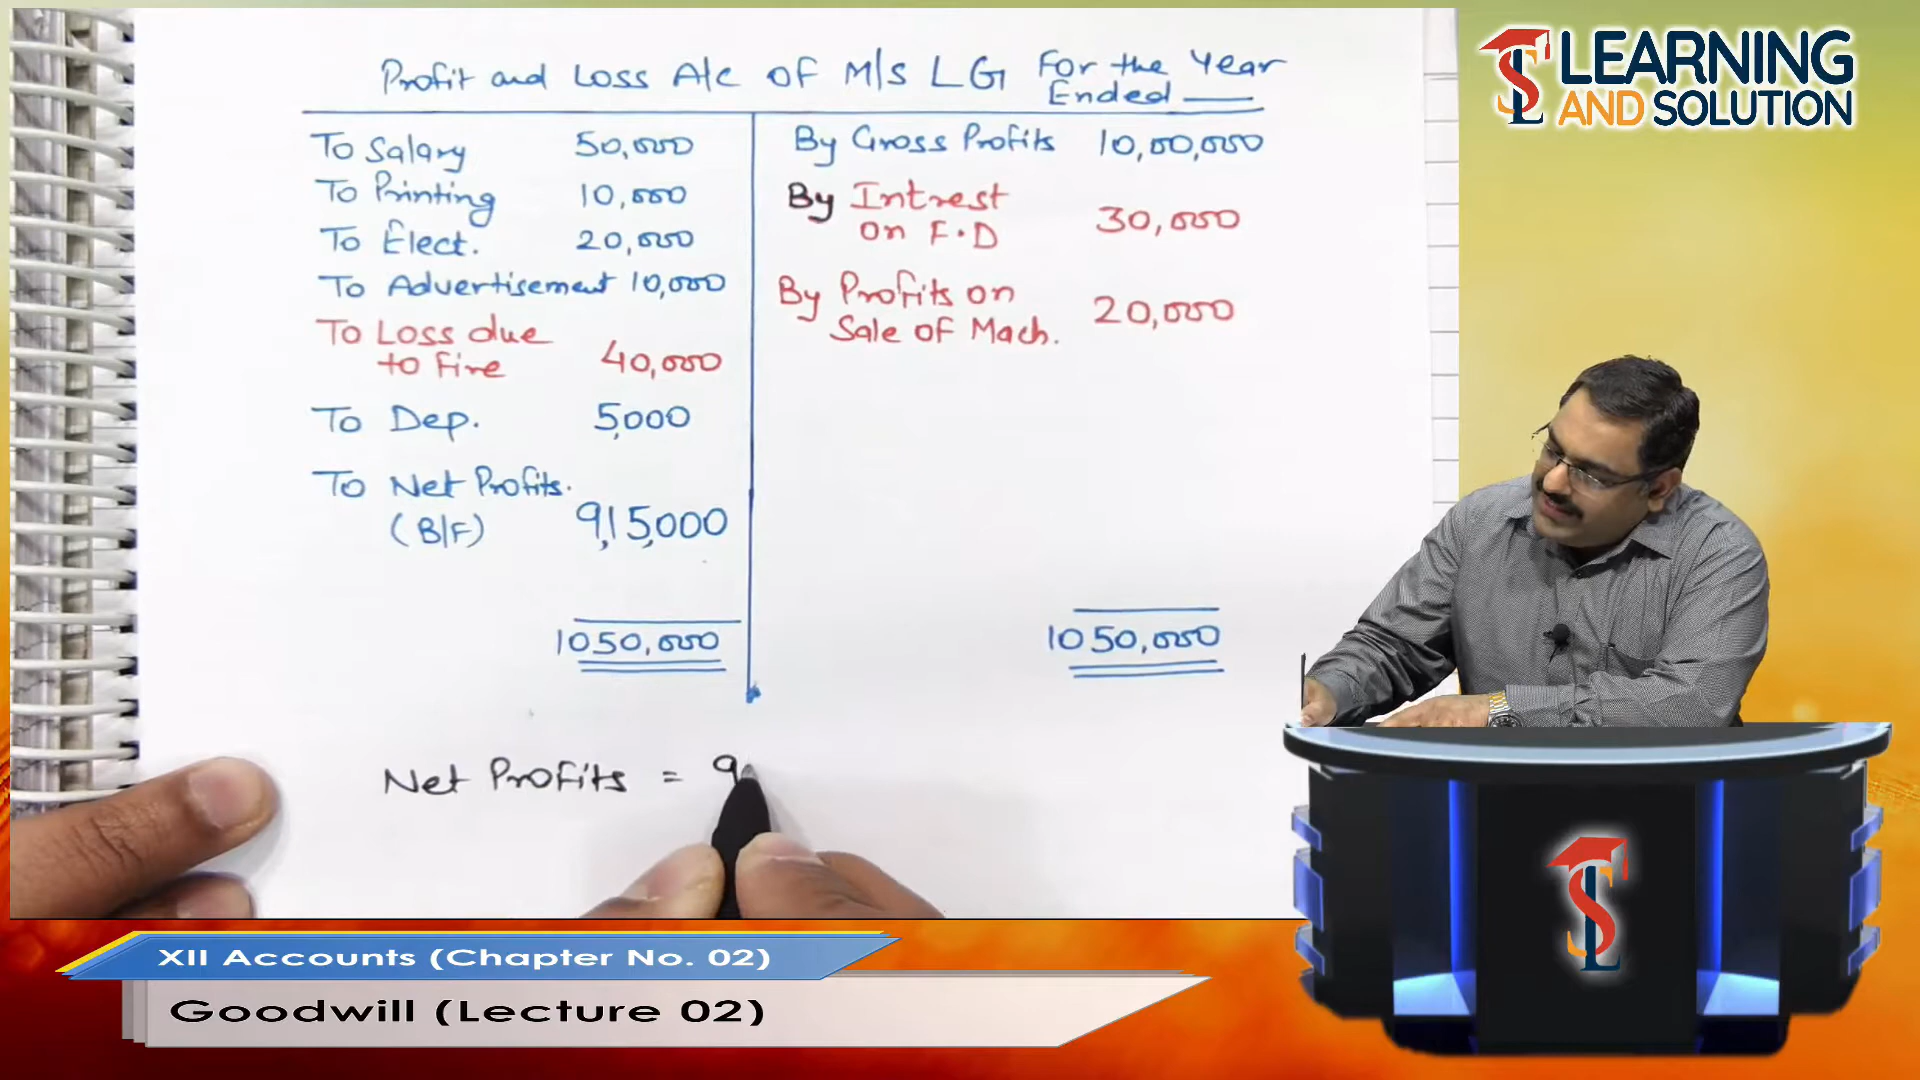 Profit and Loss A/c of M/s LG For the Year
Ended
To Salary 50,000
To Printing 10,000
To Elect. 20,000
To Advertisement 10,000
To Loss due
to Fire 40,000
To Dep. 5,000
To Net Profits.
(B/F) 9,15,000
1050,000
By Gross Profits 10,00,000
By Intrest
on F.D 30,000
By Profits on
Sale of Mach. 20,000
1050,000
Net Profits = 9
LEARNING
AND SOLUTION
XII Accounts (Chapter No. 02)
Goodwill (Lecture 02)